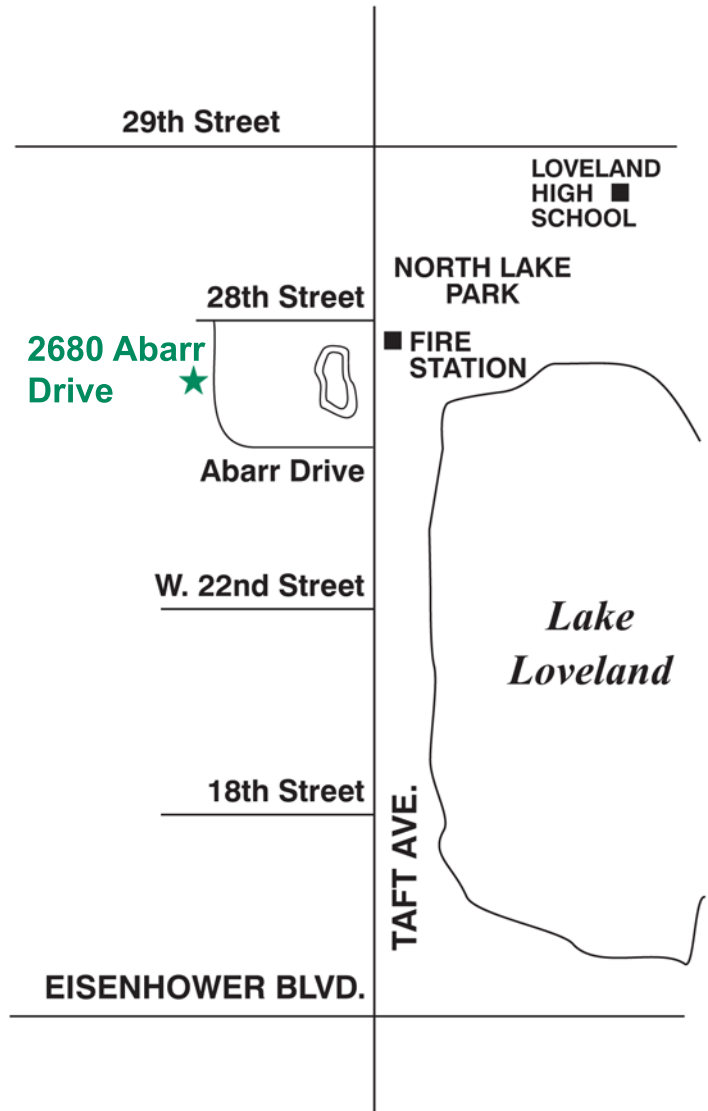 29th Street
LOVELAND
HIGH
SCHOOL
NORTH LAKE
PARK
28th Street
FIRE
STATION
2680 Abarr
Drive
Abarr Drive
W. 22nd Street
Lake
Loveland
18th Street
TAFT AVE.
EISENHOWER BLVD.